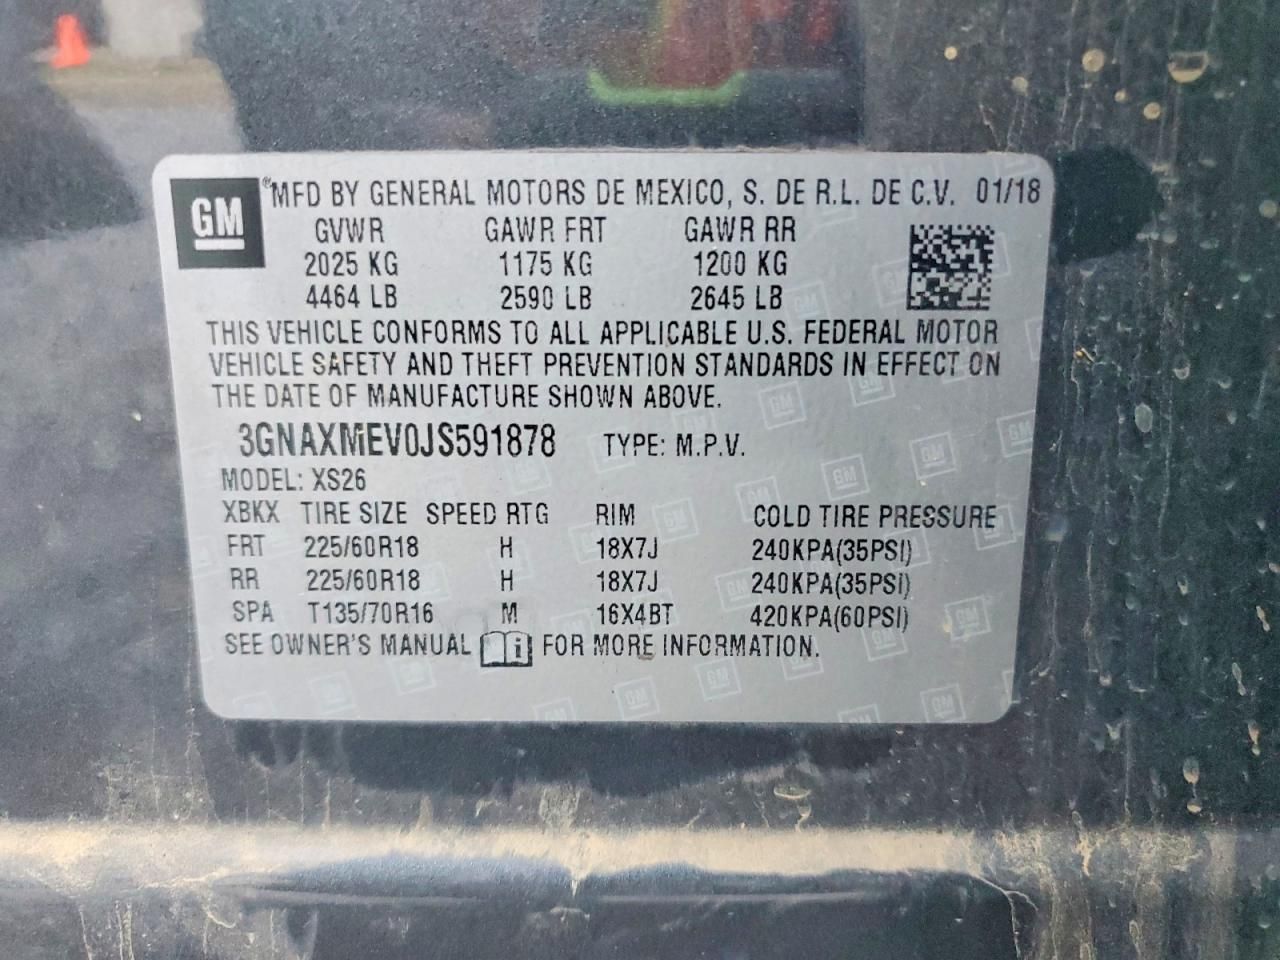 GM ®MFD BY GENERAL MOTORS DE MEXICO, S. DE R.L. DE C.V. 01/18
GVWR GAWR FRT GAWR RR
2025 KG 1175 KG 1200 KG
4464 LB 2590 LB 2645 LB
THIS VEHICLE CONFORMS TO ALL APPLICABLE U.S. FEDERAL MOTOR
VEHICLE SAFETY AND THEFT PREVENTION STANDARDS IN EFFECT ON
THE DATE OF MANUFACTURE SHOWN ABOVE.
3GNAXMEV0JS591878 TYPE: M.P.V.
MODEL: XS26
XBKX TIRE SIZE SPEED RTG RIM COLD TIRE PRESSURE
FRT 225/60R18 H 18X7J 240KPA(35PSI)
RR 225/60R18 H 18X7J 240KPA(35PSI)
SPA T135/70R16 M 16X4BT 420KPA(60PSI)
SEE OWNER'S MANUAL i FOR MORE INFORMATION.